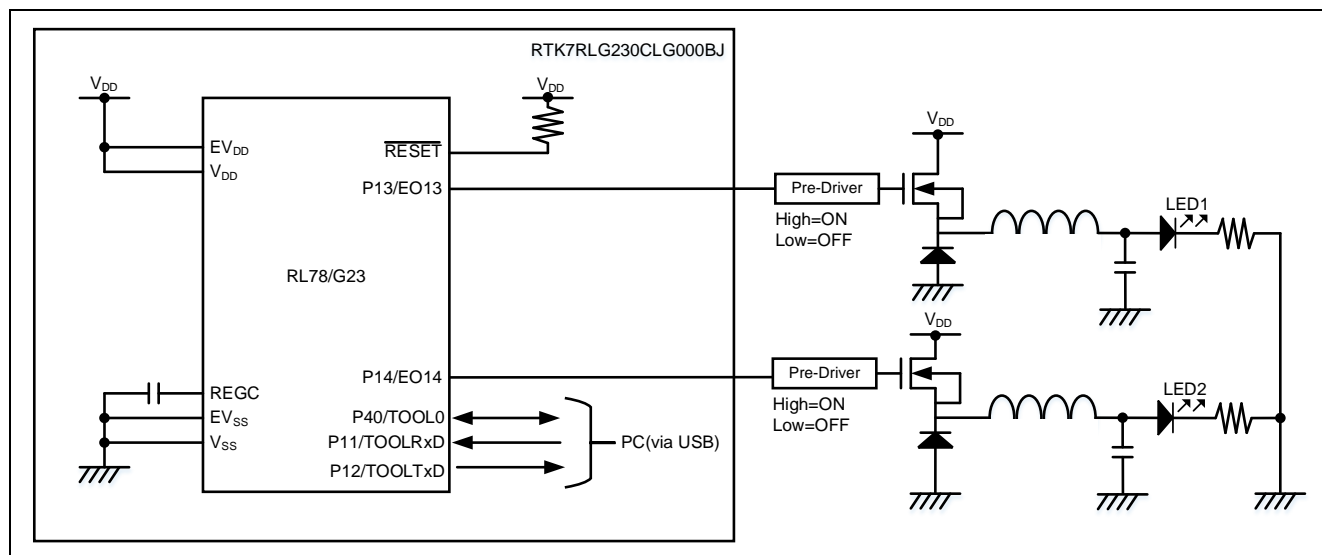 RTK7RLG230CLG000BJ
VDD
VDD
EVDD
VDD
RESET
P13/EO13
RL78/G23
P14/EO14
REGC
EVSS
VSS
P40/TOOL0
P11/TOOLRxD
P12/TOOLTxD
PC(via USB)
VDD
Pre-Driver
High=ON
Low=OFF
LED1
VDD
Pre-Driver
High=ON
Low=OFF
LED2